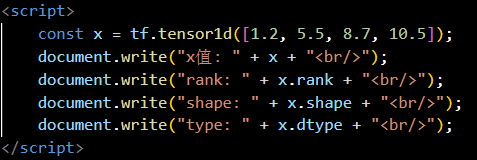 <script>
const x = tf.tensor1d([1.2, 5.5, 8.7, 10.5]);
document.write("x值: " + x + "<br/>");
document.write("rank: " + x.rank + "<br/>");
document.write("shape: " + x.shape + "<br/>");
document.write("type: " + x.dtype + "<br/>");
</script>